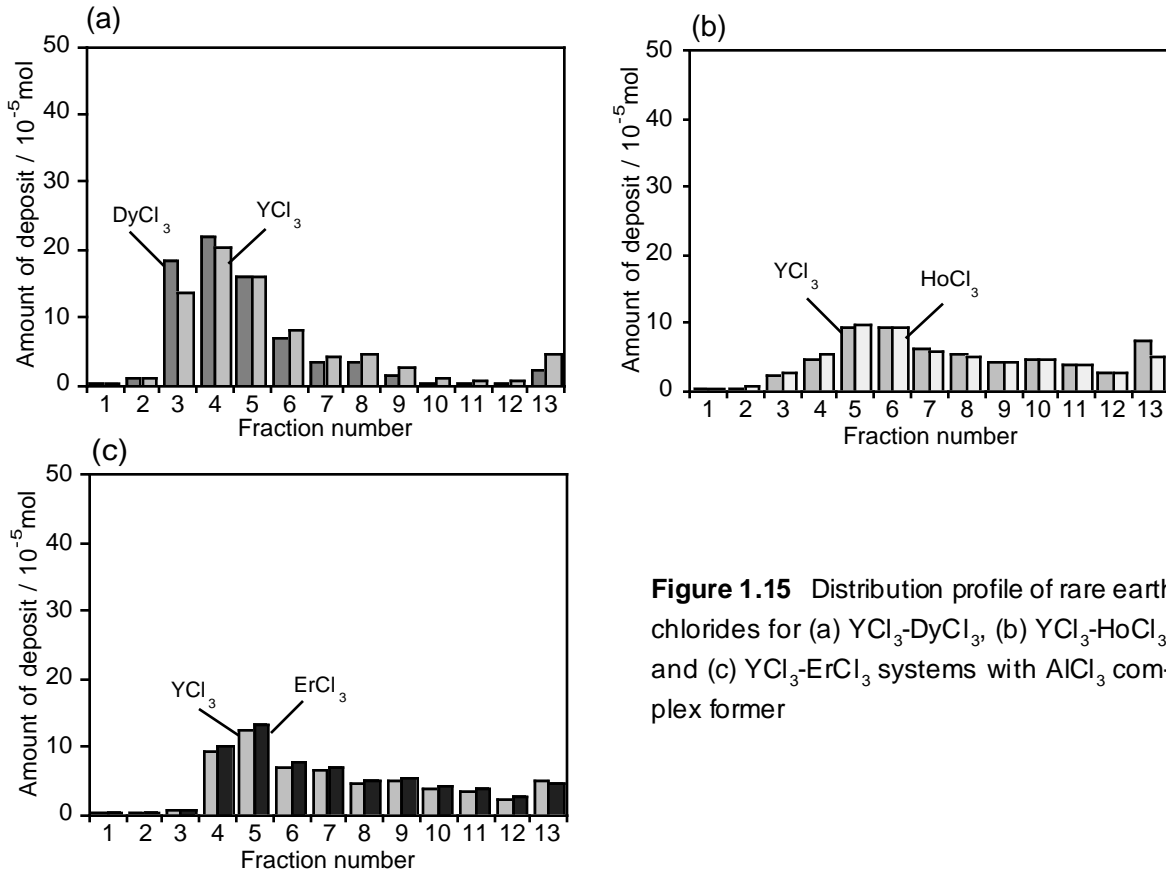 (a)
Amount of deposit / 10⁻⁵mol
50
40
30
20
10
0
DyCl₃
YCl₃
1 2 3 4 5 6 7 8 9 10 11 12 13
Fraction number
(b)
Amount of deposit / 10⁻⁵mol
50
40
30
20
10
0
YCl₃
HoCl₃
1 2 3 4 5 6 7 8 9 10 11 12 13
Fraction number
(c)
Amount of deposit / 10⁻⁵mol
50
40
30
20
10
0
YCl₃
ErCl₃
1 2 3 4 5 6 7 8 9 10 11 12 13
Fraction number
Figure 1.15 Distribution profile of rare earth
chlorides for (a) YCl₃-DyCl₃, (b) YCl₃-HoCl₃
and (c) YCl₃-ErCl₃ systems with AlCl₃ com-
plex former